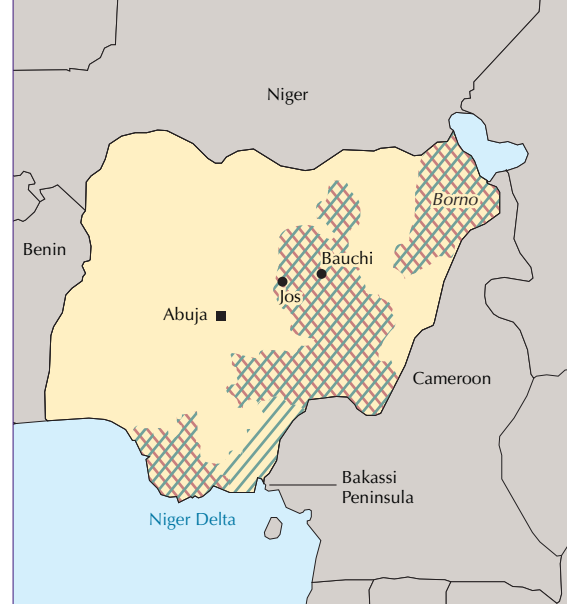 Niger
Borno
Benin
Bauchi
Jos
Abuja
Cameroon
Bakassi
Peninsula
Niger Delta